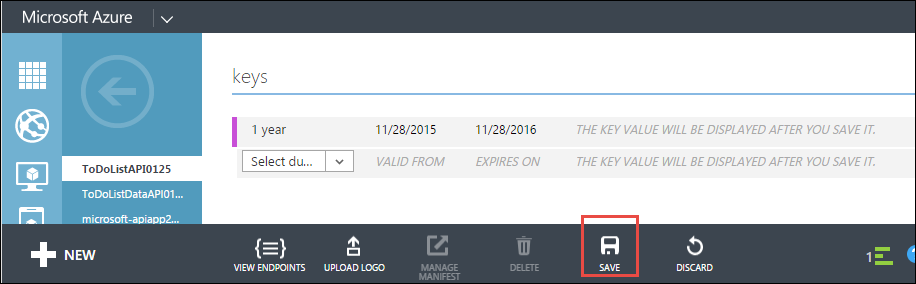 Microsoft Azure
keys
1 year 11/28/2015 11/28/2016 THE KEY VALUE WILL BE DISPLAYED AFTER YOU SAVE IT.
Select du... VALID FROM EXPIRES ON THE KEY VALUE WILL BE DISPLAYED AFTER YOU SAVE IT.
ToDoListAPI0125
ToDoListDataAPI01...
microsoft-apiapp2...
NEW
VIEW ENDPOINTS
UPLOAD LOGO
MANAGE
MANIFEST
DELETE
SAVE
DISCARD
1